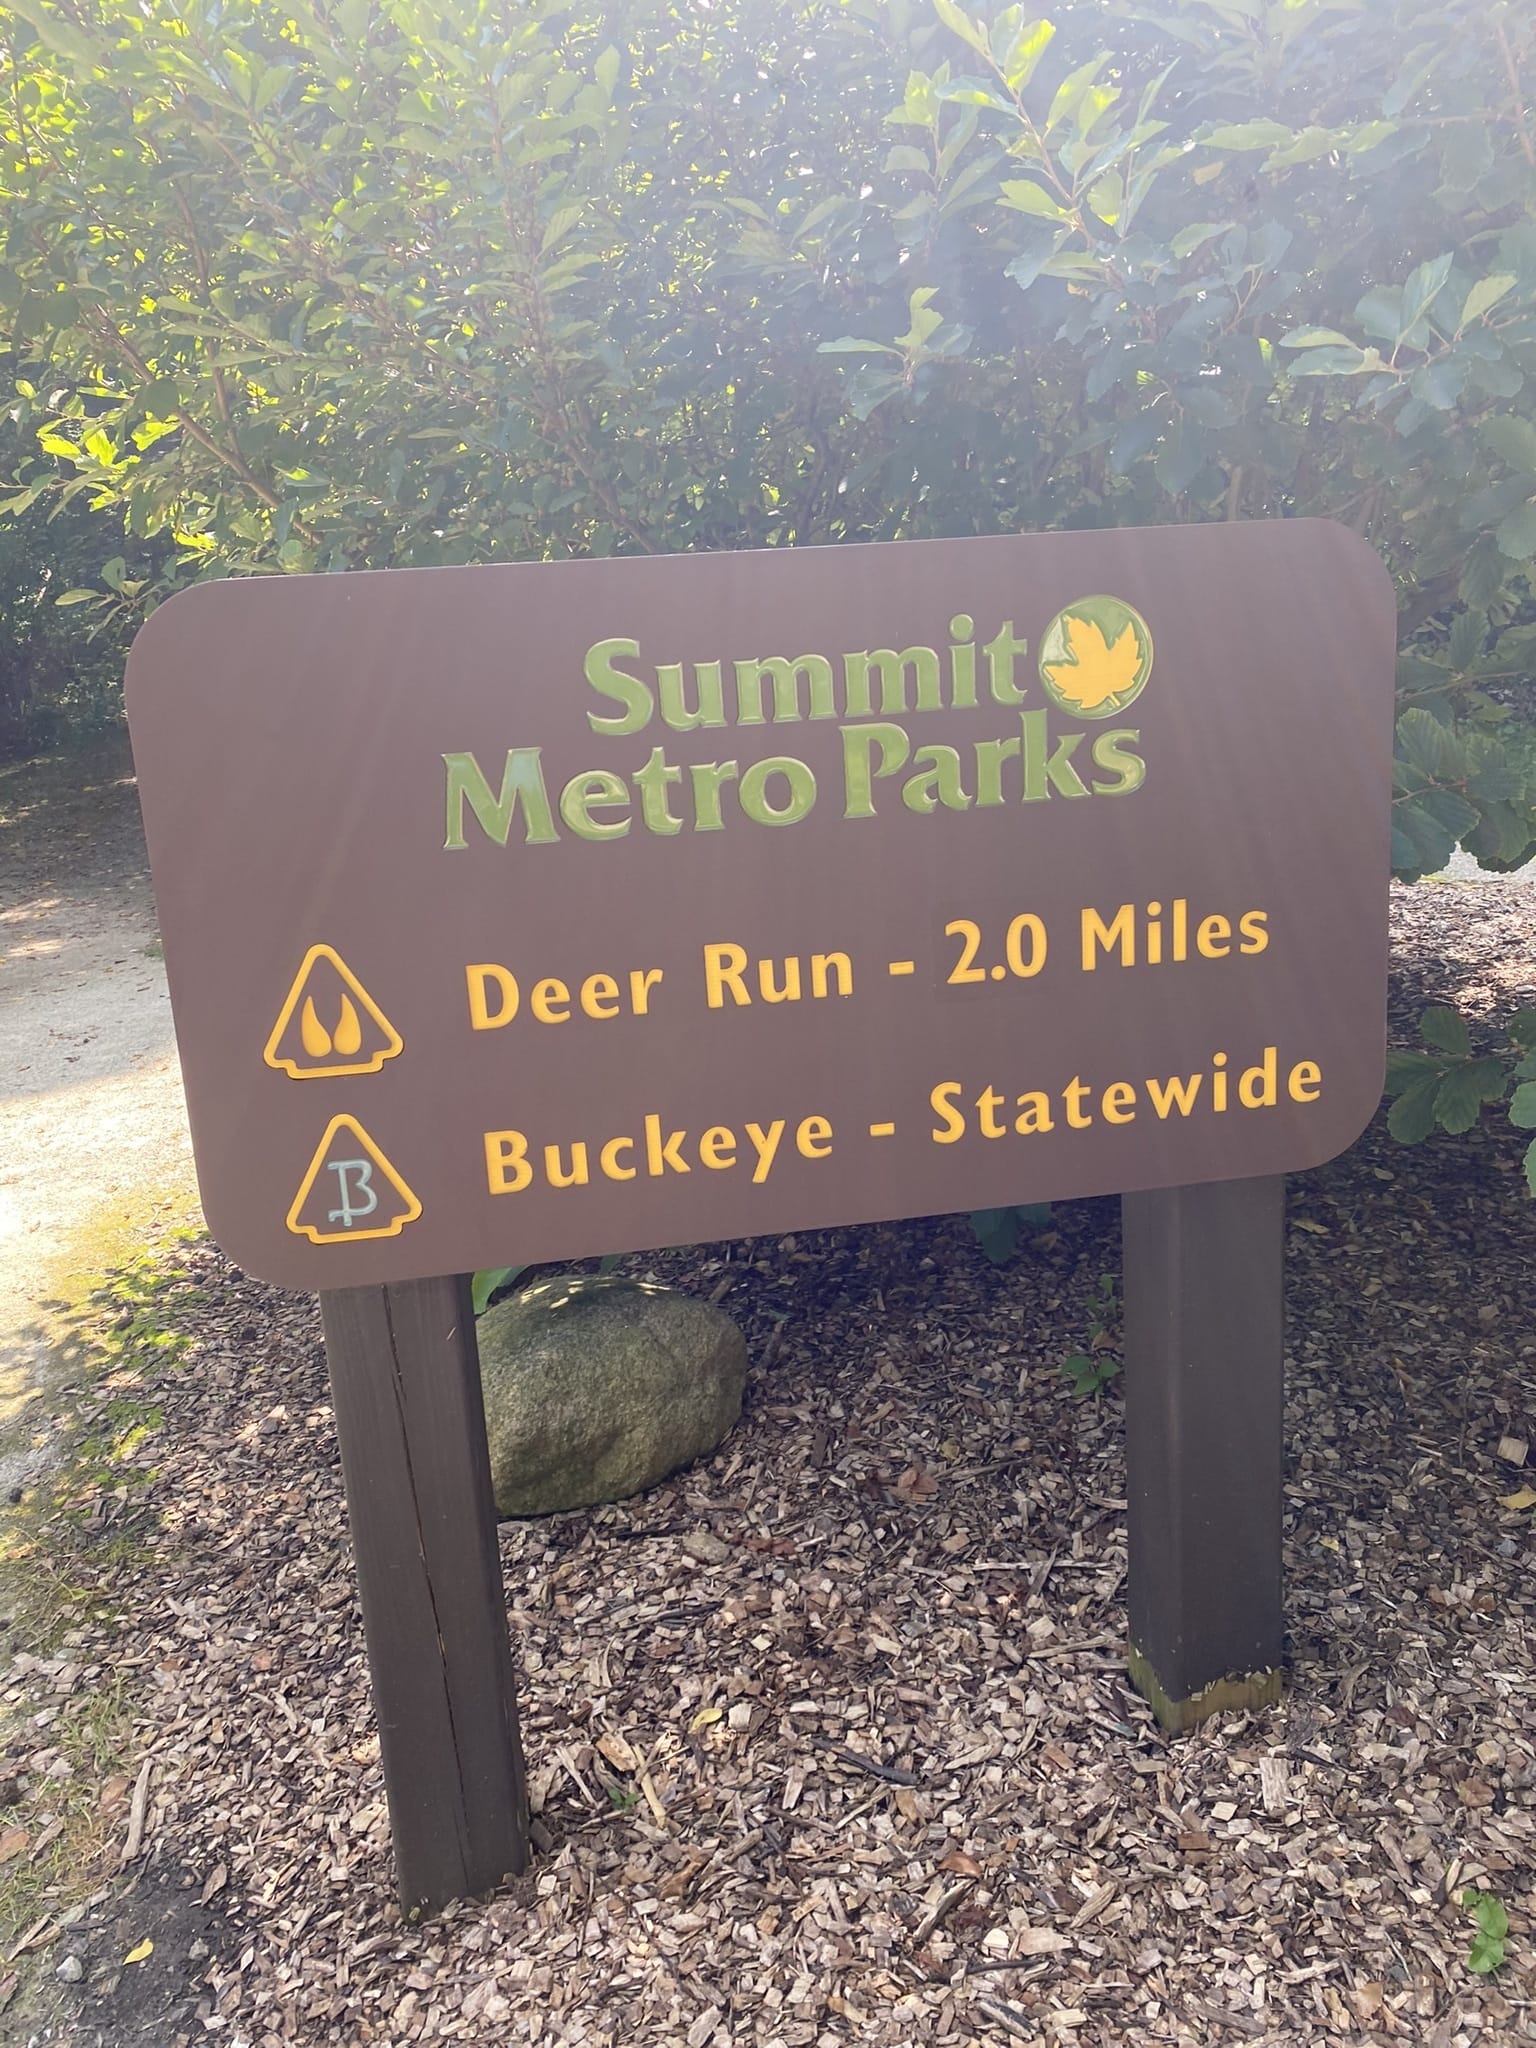 Summit
Metro Parks
Deer Run - 2.0 Miles
B
Buckeye - Statewide